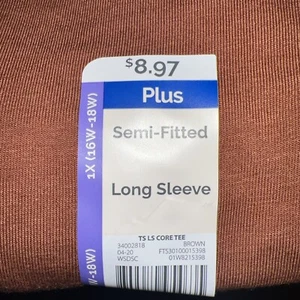 $8.97
Plus
1X (16W-18W)
Semi-Fitted
Long Sleeve
-18W)
TS LS CORE TEE
34002818 BROWN
04-20 FTS30100015398
WSDSC 01W8215398